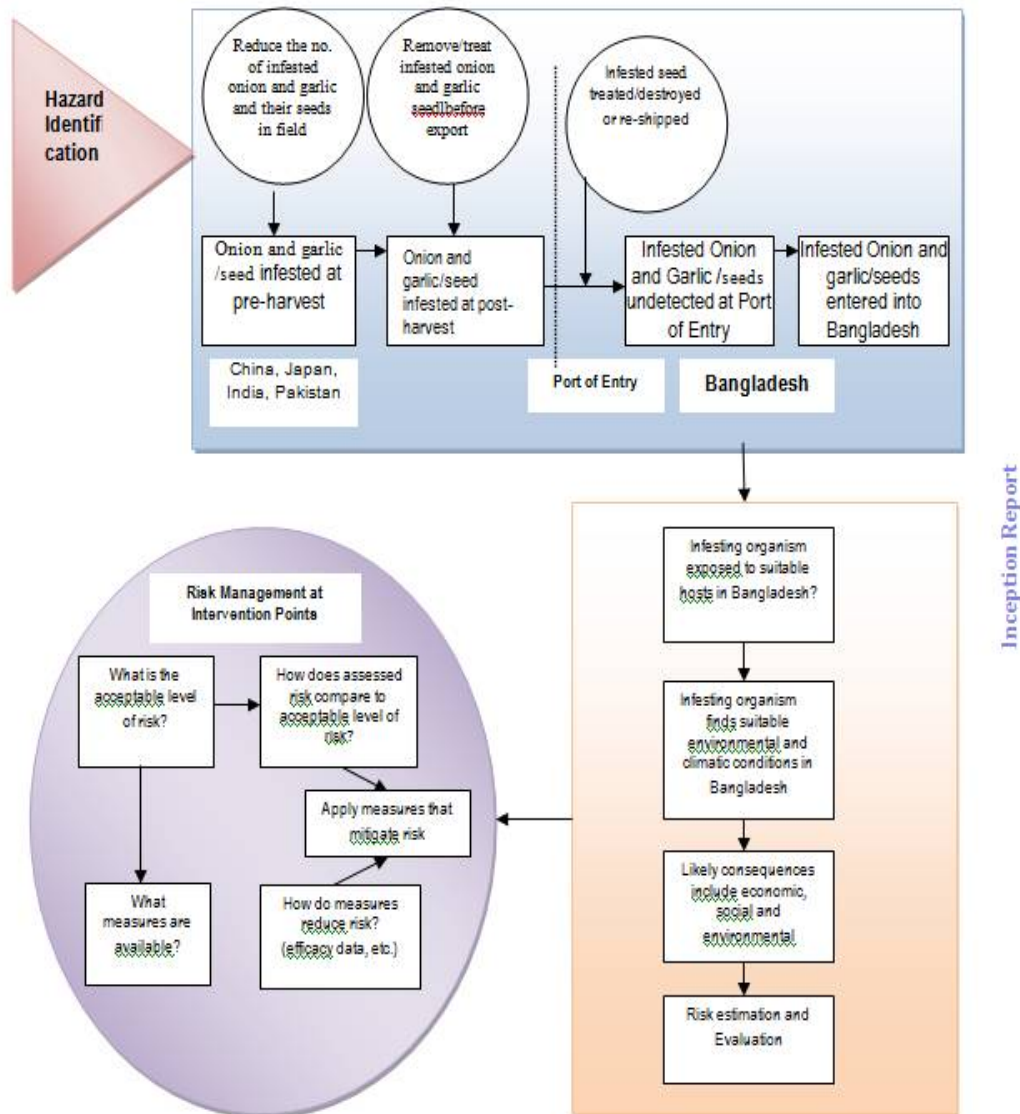 Hazard
Identif
ication
Reduce the no.
of infested
onion and garlic
and their seeds
in field
Remove/treat
infested onion
and garlic
seedlbefore
export
Infested seed
treated/destroyed
or re-shipped
Onion and garlic
/seed infested at
pre-harvest
Onion and
garlic/seed
infested at post-
harvest
Infested Onion
and Garlic /seeds
undetected at Port
of Entry
Infested Onion and
garlic/seeds
entered into
Bangladesh
China, Japan,
India, Pakistan
Port of Entry
Bangladesh
Inception Report
Infesting organism
exposed to suitable
hosts in Bangladesh?
Infesting organism
finds suitable
environmental and
climatic conditions in
Bangladesh
Likely consequences
include economic,
social and
environmental
Risk estimation and
Evaluation
Risk Management at
Intervention Points
What is the
acceptable level
of risk?
How does assessed
risk compare to
acceptable level of
risk?
Apply measures that
mitigate risk
What
measures are
available?
How do measures
reduce risk?
(efficacy data, etc.)